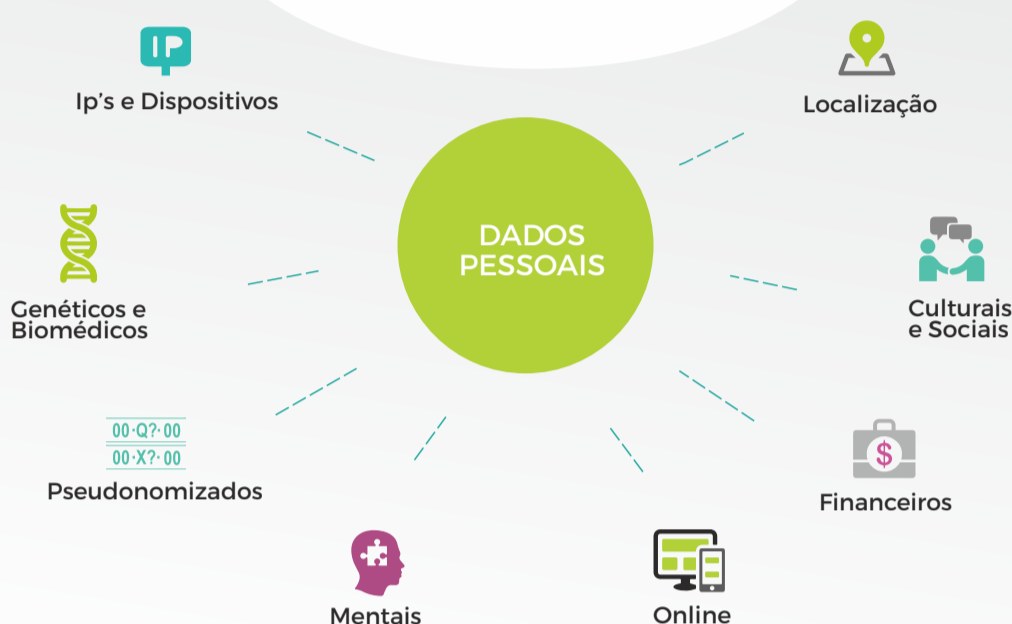 IP
Ip's e Dispositivos
Localização
DADOS
PESSOAIS
Genéticos e
Biomédicos
Culturais
e Sociais
00·Q?·00
00·X?·00
Pseudonomizados
$
Financeiros
Mentais
Online